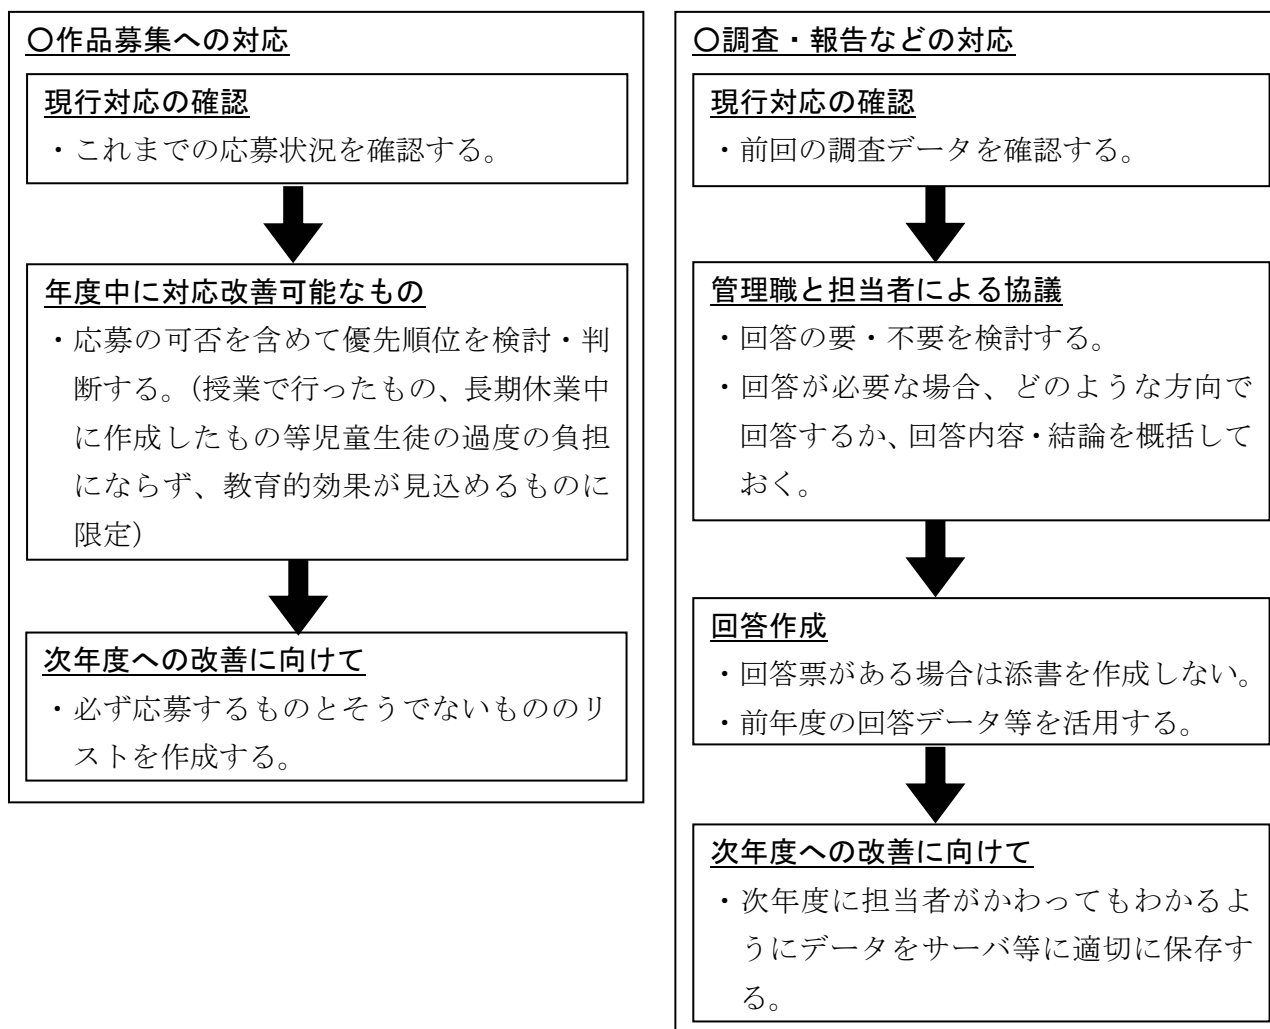 〇作品募集への対応
現行対応の確認
・これまでの応募状況を確認する。
年度中に対応改善可能なもの
・応募の可否を含めて優先順位を検討・判
断する。（授業で行ったもの、長期休業中
に作成したもの等児童生徒の過度の負担
にならず、教育的効果が見込めるものに
限定）
次年度への改善に向けて
・必ず応募するものとそうでないもののリ
ストを作成する。
〇調査・報告などの対応
現行対応の確認
・前回の調査データを確認する。
管理職と担当者による協議
・回答の要・不要を検討する。
・回答が必要な場合、どのような方向で
回答するか、回答内容・結論を概括して
おく。
回答作成
・回答票がある場合は添書を作成しない。
・前年度の回答データ等を活用する。
次年度への改善に向けて
・次年度に担当者がかわってもわかるよ
うにデータをサーバ等に適切に保存す
る。